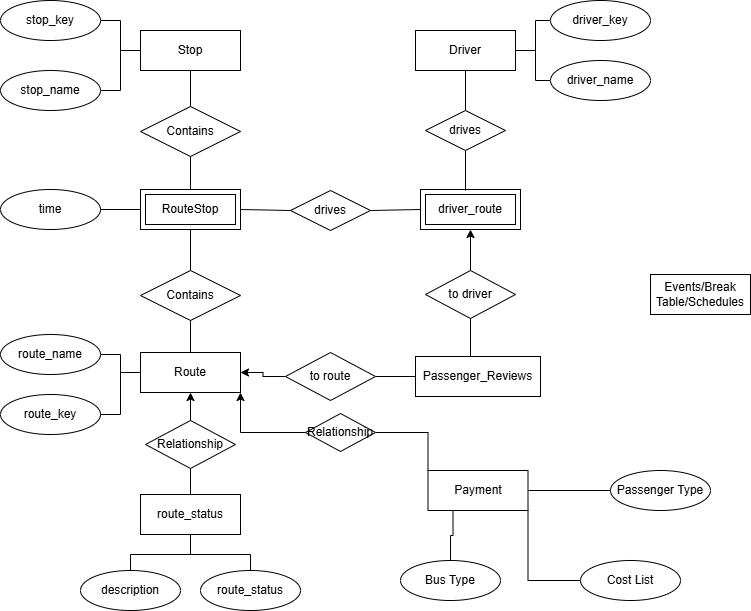 stop_key
Stop
Driver
driver_key
stop_name
driver_name
Contains
drives
time
RouteStop
drives
driver_route
Contains
to driver
Events/Break
Table/Schedules
route_name
Route
to route
Passenger_Reviews
route_key
Relationship
Relationship
Payment
Passenger Type
route_status
description
route_status
Bus Type
Cost List